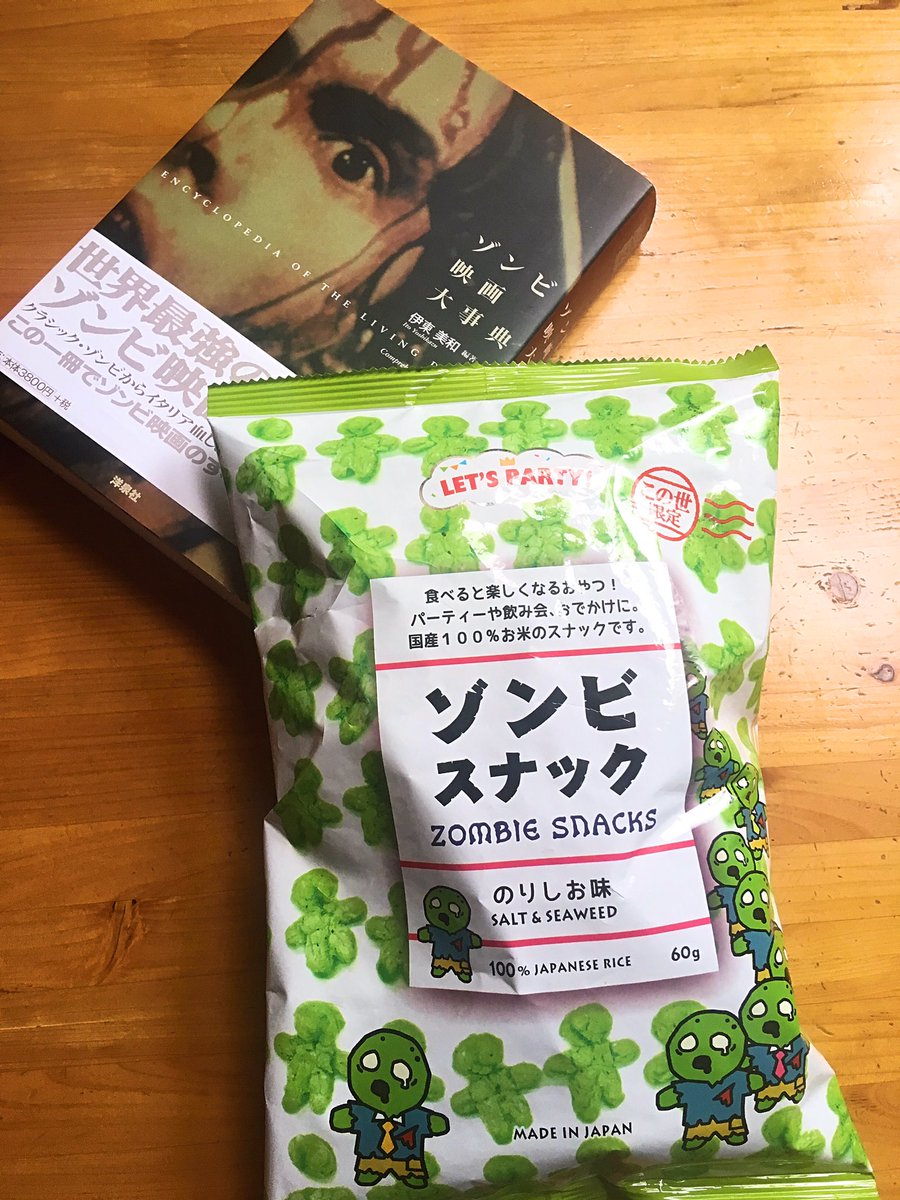 ENCYCLOPEDIA OF THE LIVING
ゾンビ
映画
大事典
伊東美和 編著
Ito Yoshikazu
世界最強の
ゾンビ映
クラシック・ゾンビからイタリア血
この一冊でゾンビ映画のす
本体3800円+税
洋泉社
LET'S PARTY!
この世
限定
食べると楽しくなるおやつ！
パーティーや飲み会、おでかけに。
国産１００％お米のスナックです。
ゾンビ
スナック
ZOMBIE SNACKS
のりしお味
SALT & SEAWEED
100% JAPANESE RICE 60g
MADE IN JAPAN